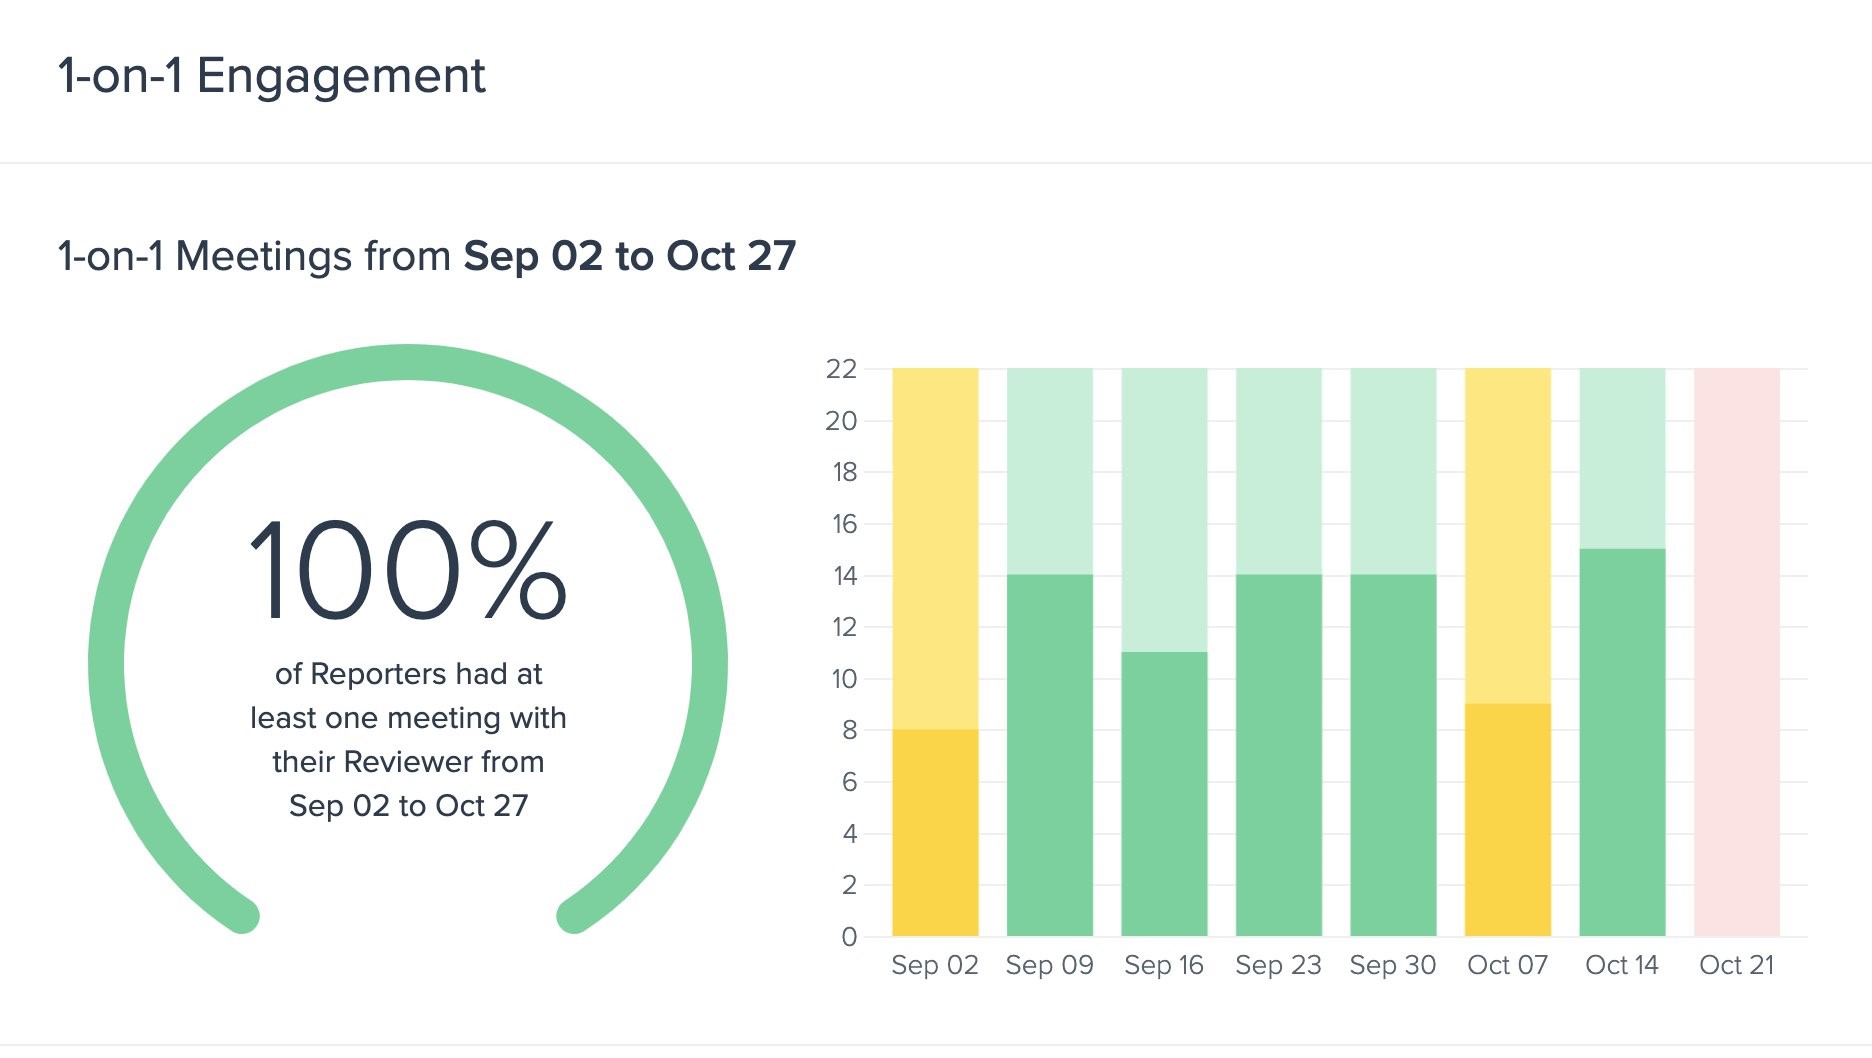 1-on-1 Engagement
1-on-1 Meetings from Sep 02 to Oct 27
100%
of Reporters had at
least one meeting with
their Reviewer from
Sep 02 to Oct 27
22
20
18
16
14
12
10
8
6
4
2
0
Sep 02 Sep 09 Sep 16 Sep 23 Sep 30 Oct 07 Oct 14 Oct 21